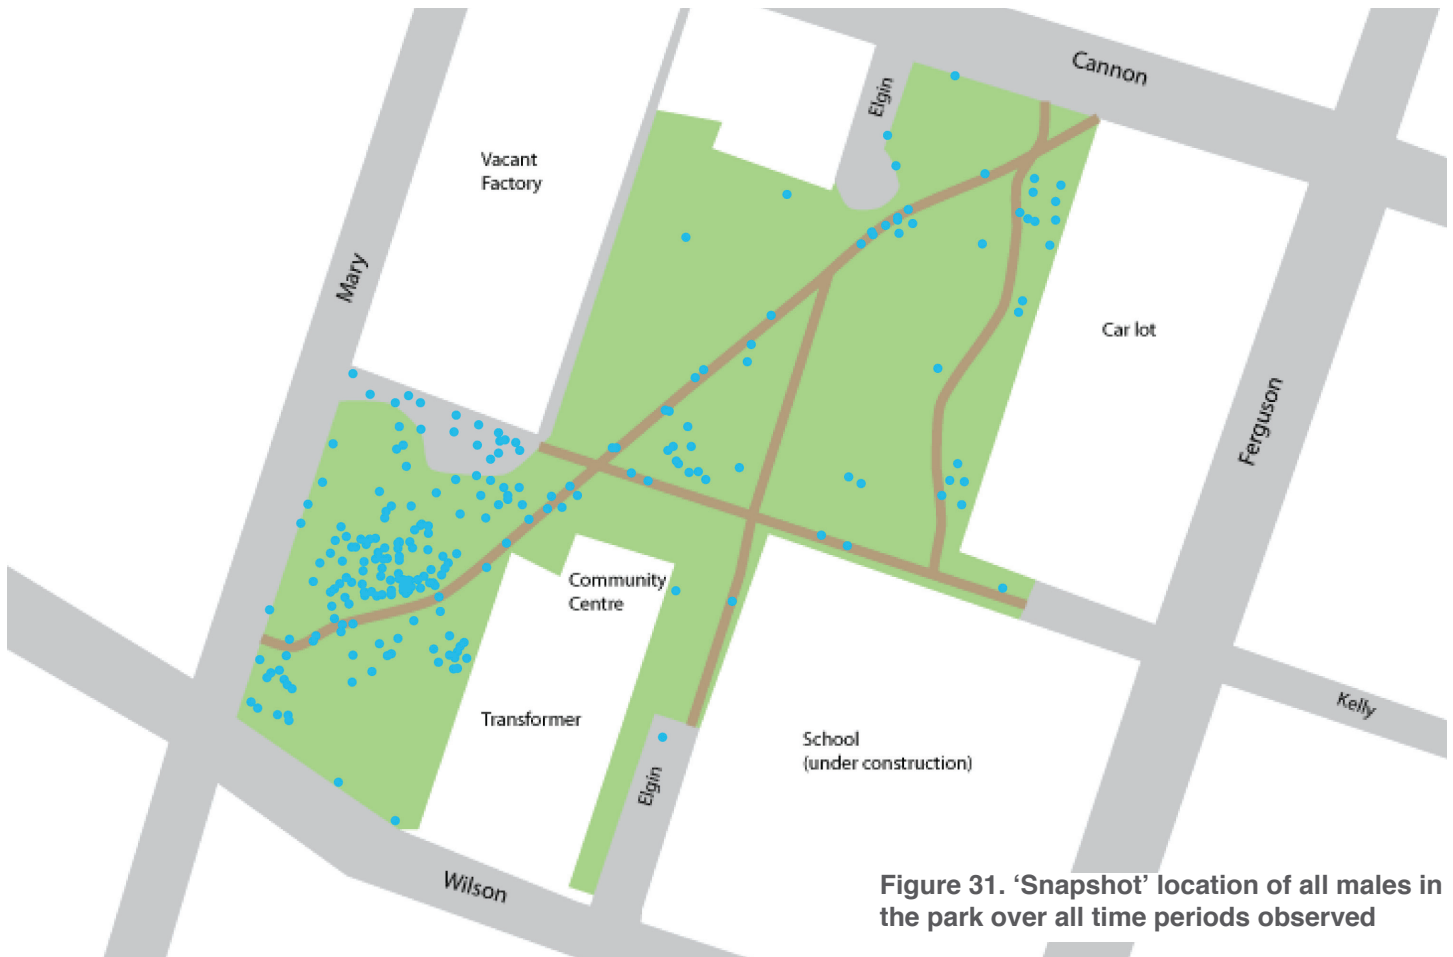 Cannon
Elgin
Vacant
Factory
Mary
Car lot
Ferguson
Community
Centre
Transformer
School
(under construction)
Kelly
Elgin
Wilson
Figure 31. ‘Snapshot’ location of all males in
the park over all time periods observed